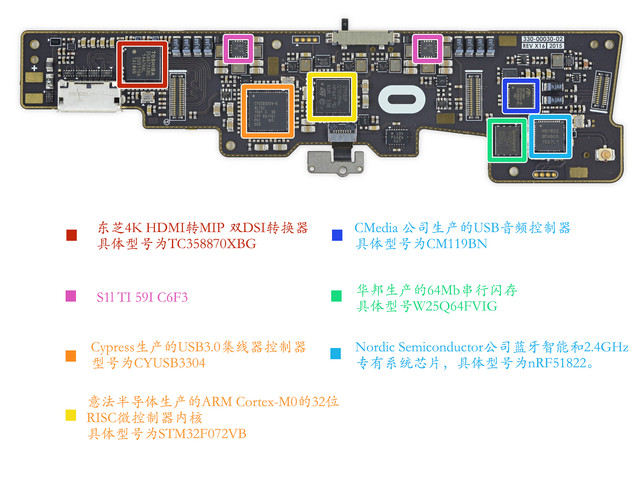 330-00030-02
REV X16 2015
东芝4K HDMI转MIP 双DSI转换器
具体型号为TC358870XBG
CMedia 公司生产的USB音频控制器
具体型号为CM119BN
S1l TI 59I C6F3
华邦生产的64Mb串行闪存
具体型号W25Q64FVIG
Cypress生产的USB3.0集线器控制器
型号为CYUSB3304
Nordic Semiconductor公司蓝牙智能和2.4GHz
专有系统芯片，具体型号为nRF51822。
意法半导体生产的ARM Cortex-M0的32位
RISC微控制器内核
具体型号为STM32F072VB